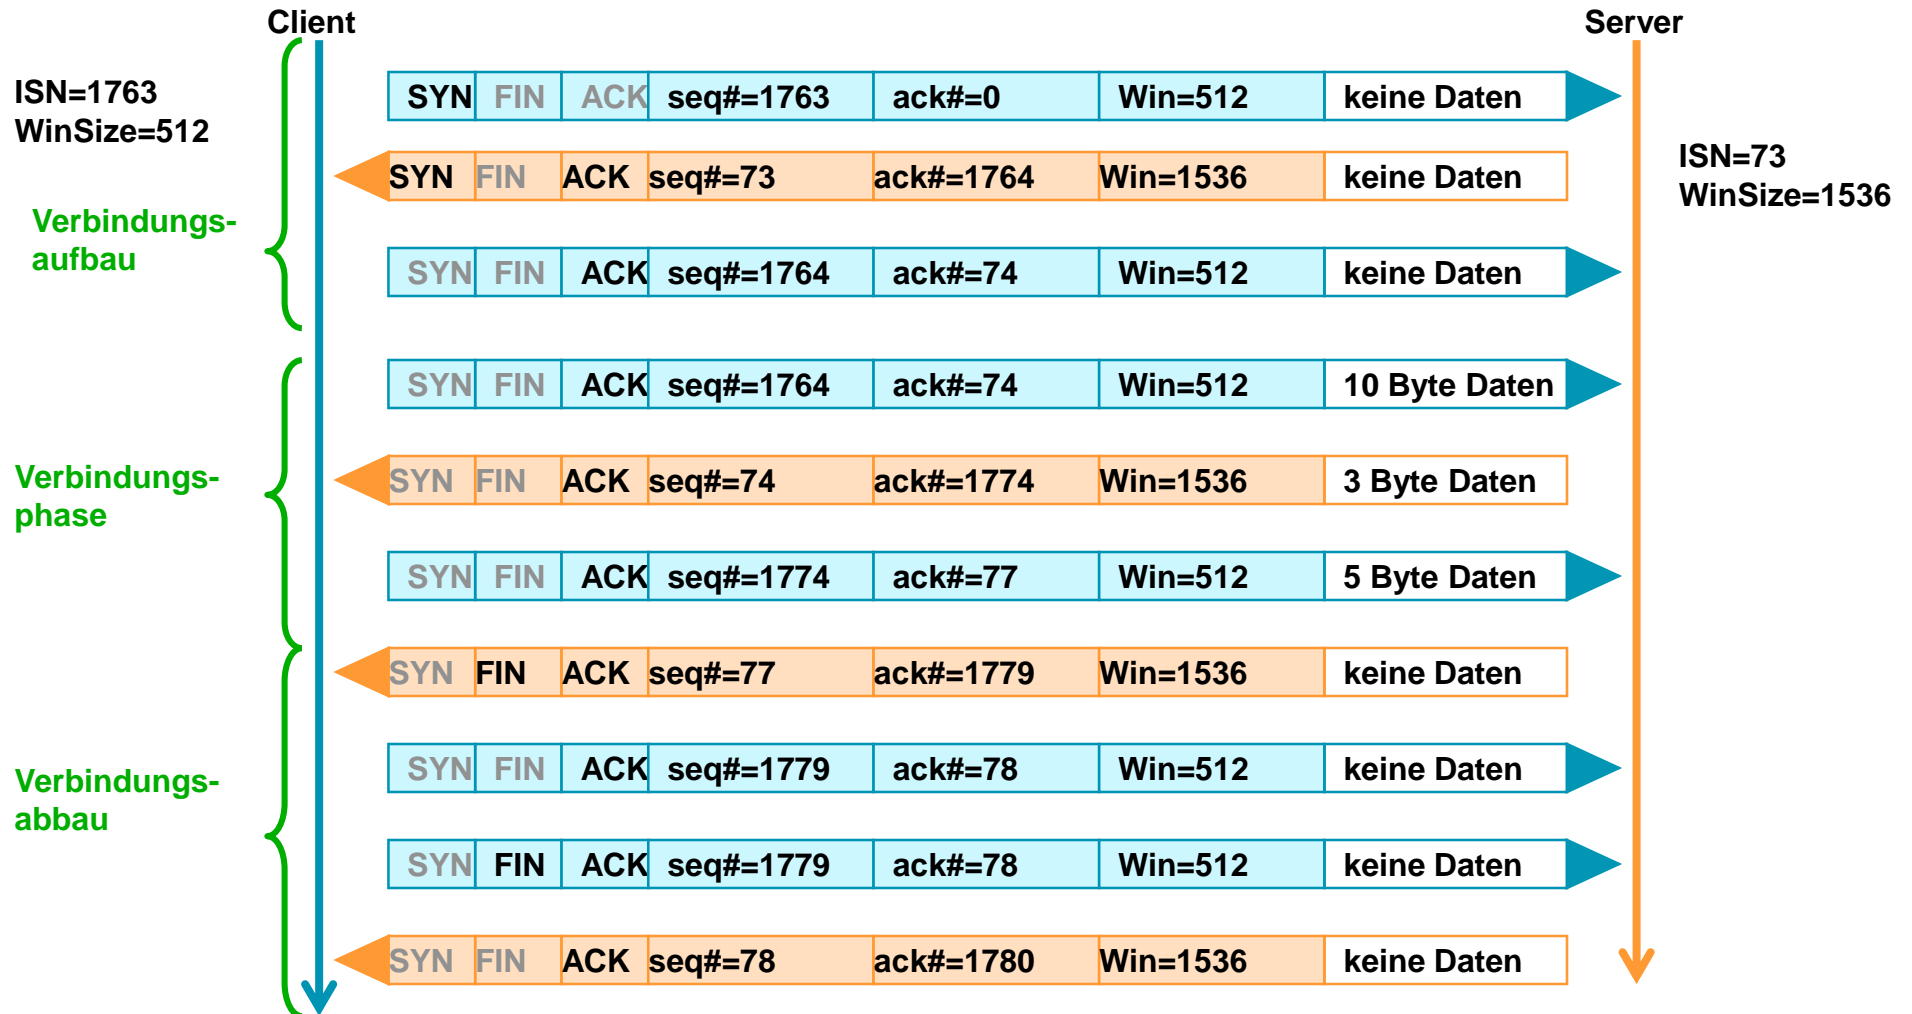 Client
Server
ISN=1763
WinSize=512
SYN FIN ACK seq#=1763 ack#=0 Win=512 keine Daten
ISN=73
WinSize=1536
SYN FIN ACK seq#=73 ack#=1764 Win=1536 keine Daten
Verbindungs-
aufbau
SYN FIN ACK seq#=1764 ack#=74 Win=512 keine Daten
SYN FIN ACK seq#=1764 ack#=74 Win=512 10 Byte Daten
Verbindungs-
phase
SYN FIN ACK seq#=74 ack#=1774 Win=1536 3 Byte Daten
SYN FIN ACK seq#=1774 ack#=77 Win=512 5 Byte Daten
SYN FIN ACK seq#=77 ack#=1779 Win=1536 keine Daten
Verbindungs-
abbau
SYN FIN ACK seq#=1779 ack#=78 Win=512 keine Daten
SYN FIN ACK seq#=1779 ack#=78 Win=512 keine Daten
SYN FIN ACK seq#=78 ack#=1780 Win=1536 keine Daten